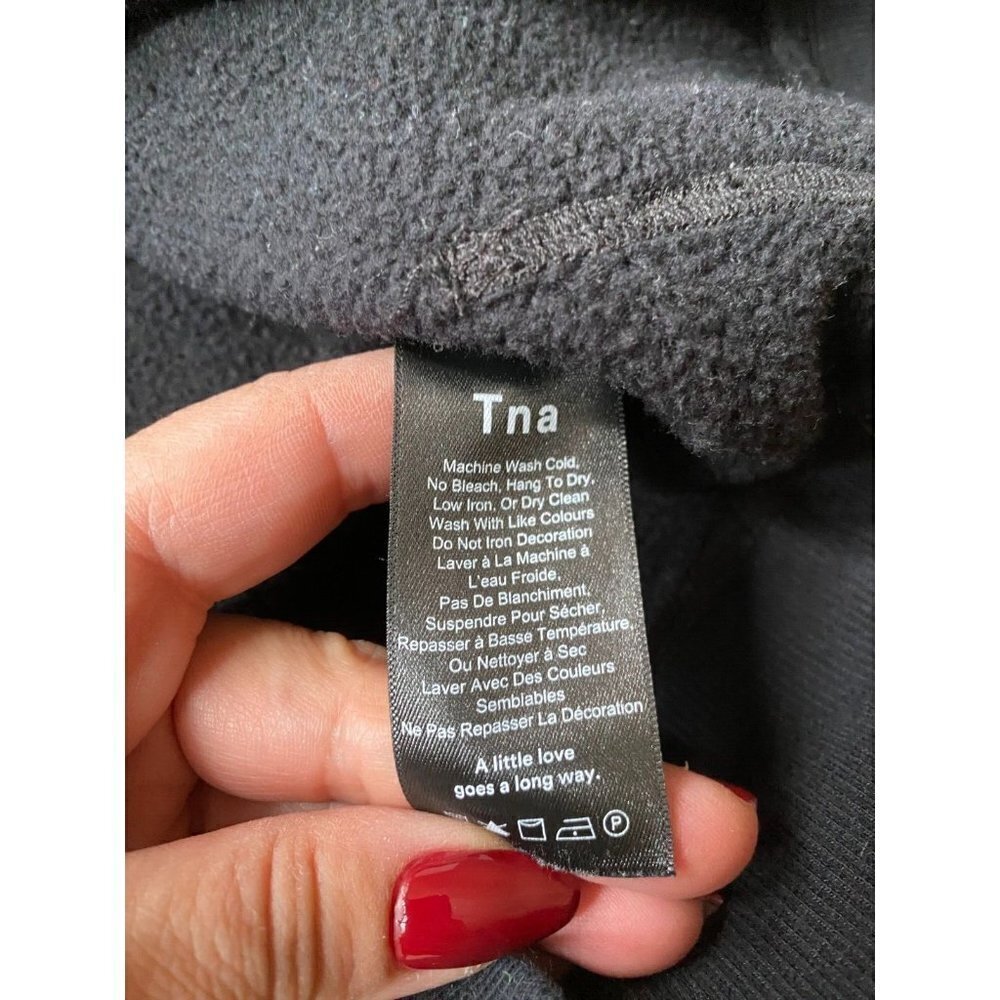 Tna
Machine Wash Cold,
No Bleach, Hang To Dry,
Low Iron, Or Dry Clean
Wash With Like Colours
Do Not Iron Decoration
Laver à La Machine à
L'eau Froide,
Pas De Blanchiment,
Suspendre Pour Sécher,
Repasser à Basse Température,
Ou Nettoyer à Sec
Laver Avec Des Couleurs
Semblables
Ne Pas Repasser La Décoration
A little love
goes a long way.
P